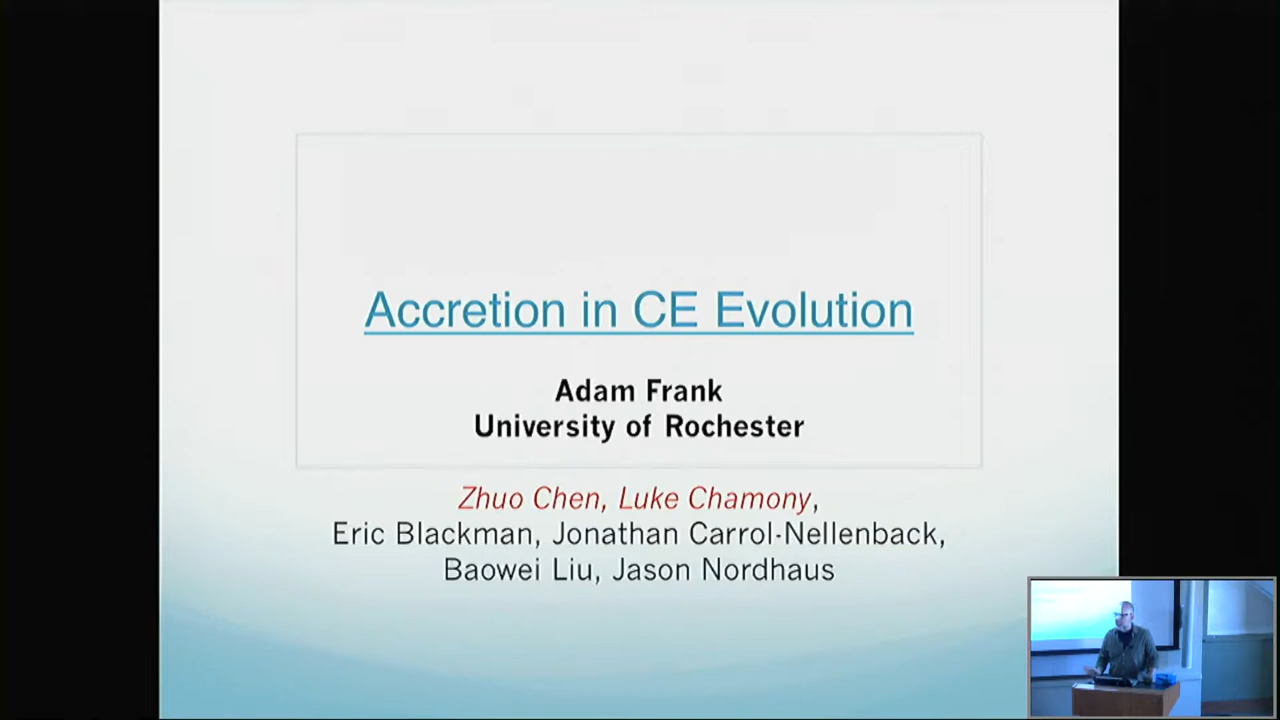 Accretion in CE Evolution
Adam Frank
University of Rochester
Zhuo Chen, Luke Chamony,
Eric Blackman, Jonathan Carrol-Nellenback,
Baowei Liu, Jason Nordhaus